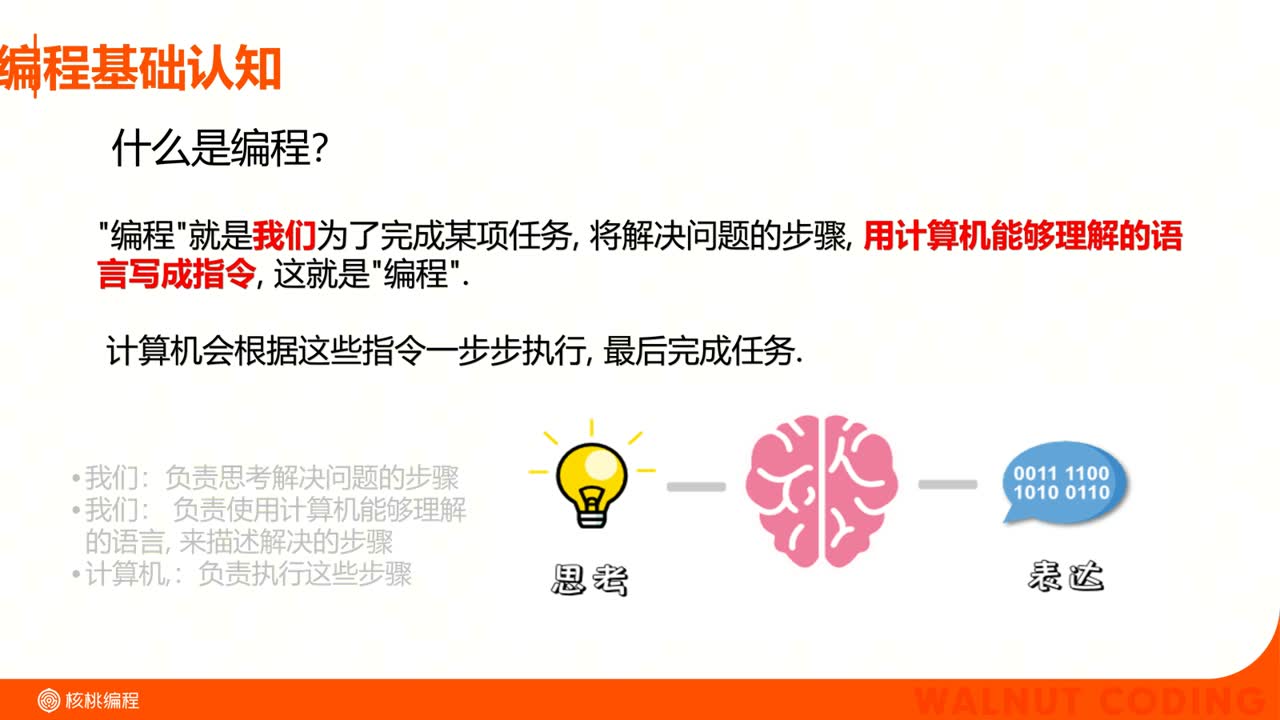 编程基础认知
什么是编程?
"编程"就是我们为了完成某项任务, 将解决问题的步骤, 用计算机能够理解的语
言写成指令, 这就是"编程".
计算机会根据这些指令一步步执行, 最后完成任务.
•我们：负责思考解决问题的步骤
•我们： 负责使用计算机能够理解
的语言, 来描述解决的步骤
•计算机,：负责执行这些步骤
0011 1100
1010 0110
思考
表达
核桃编程
WALNUT CODING